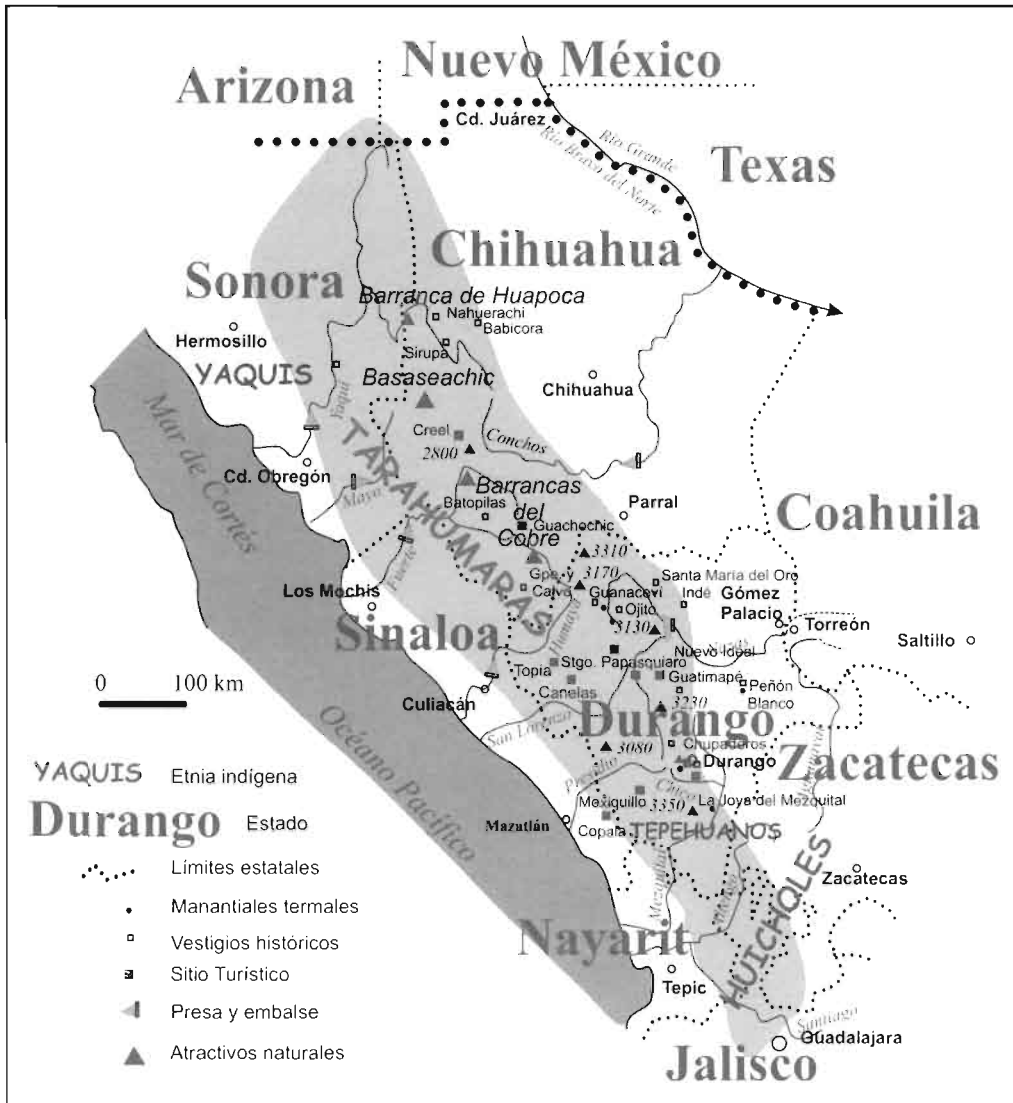 Nuevo México
Arizona
Cd. Juárez
Río Grande
Río Bravo del Norte
Texas
Chihuahua
Sonora
Barranca de Huapoca
Nahuerachi
Babicora
Hermosillo
Sirupa
YAQUIS
Basaseachic
Chihuahua
Yaqui
Mar de Cortés
Creel
2800
Conchos
TARAHUMARAS
Cd. Obregón
Mayo
Barrancas
del
Cobre
Batopilas
Parral
Coahuila
Guachochic
3310
Fuerte
Gpe. y
Calvo
3170
Santa María del Oro
Los Mochis
Guanaceví
Indé
Gómez
Palacio
Ojito
Humaya
3130
Torreón
Sinaloa
Saltillo
Nazas
Nuevo Ideal
0 100 km
Topia
Stgo. Papasquiaro
Canelas
Guatimapé
Peñón
Blanco
Culiacán
3230
Durango
San Lorenzo
Océano Pacífico
3080
Chupaderos
Durango
Zacatecas
Aguanaval
YAQUIS Etnia indígena
Presidio
Chico
Mexiquillo
3350
La Joya del Mezquital
Durango Estado
Mazatlán
Copala
TEPEHUANOS
Límites estatales
HUICHOLES
Zacatecas
Mezquital
Manantiales termales
Vestigios históricos
Nayarit
Sitio Turístico
Tepic
Presa y embalse
Santiago
Guadalajara
Atractivos naturales
Jalisco